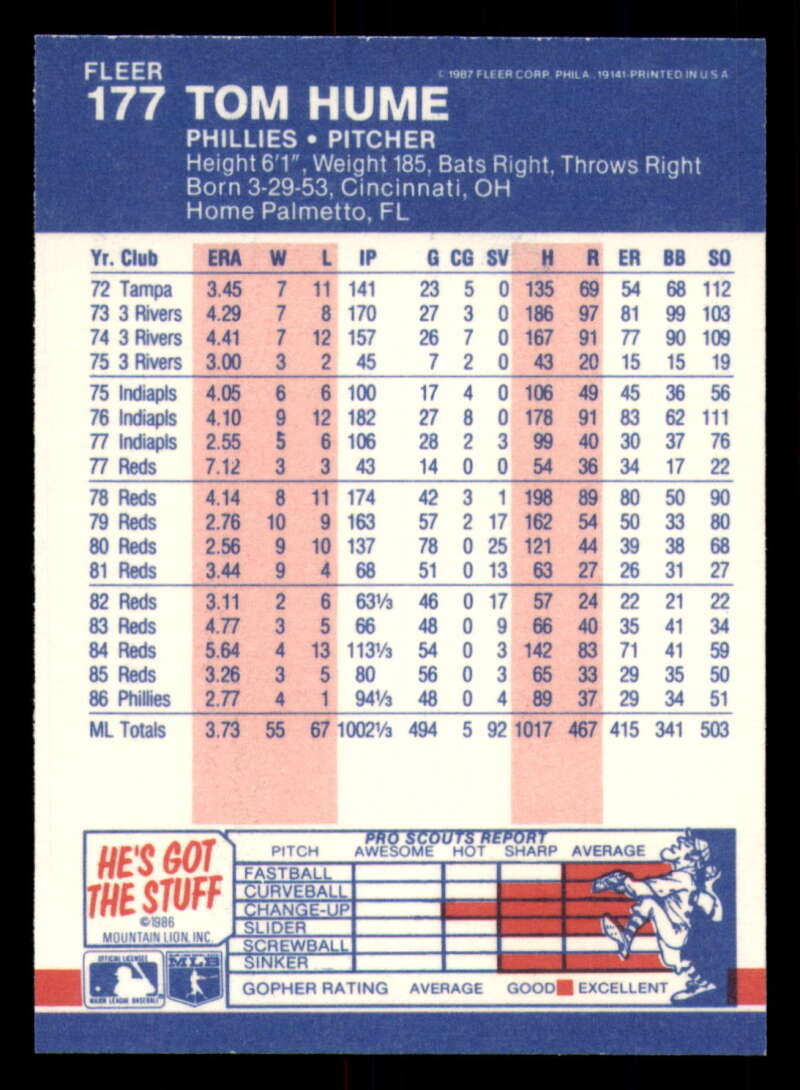 FLEER © 1987 FLEER CORP. PHILA. 19141-PRINTED IN U S A
177 TOM HUME
PHILLIES • PITCHER
Height 6'1", Weight 185, Bats Right, Throws Right
Born 3-29-53, Cincinnati, OH
Home Palmetto, FL
Yr. Club ERA W L IP G CG SV H R ER BB SO
72 Tampa 3.45 7 11 141 23 5 0 135 69 54 68 112
73 3 Rivers 4.29 7 8 170 27 3 0 186 97 81 99 103
74 3 Rivers 4.41 7 12 157 26 7 0 167 91 77 90 109
75 3 Rivers 3.00 3 2 45 7 2 0 43 20 15 15 19
75 Indiapls 4.05 6 6 100 17 4 0 106 49 45 36 56
76 Indiapls 4.10 9 12 182 27 8 0 178 91 83 62 111
77 Indiapls 2.55 5 6 106 28 2 3 99 40 30 37 76
77 Reds 7.12 3 3 43 14 0 0 54 36 34 17 22
78 Reds 4.14 8 11 174 42 3 1 198 89 80 50 90
79 Reds 2.76 10 9 163 57 2 17 162 54 50 33 80
80 Reds 2.56 9 10 137 78 0 25 121 44 39 38 68
81 Reds 3.44 9 4 68 51 0 13 63 27 26 31 27
82 Reds 3.11 2 6 63⅓ 46 0 17 57 24 22 21 22
83 Reds 4.77 3 5 66 48 0 9 66 40 35 41 34
84 Reds 5.64 4 13 113⅓ 54 0 3 142 83 71 41 59
85 Reds 3.26 3 5 80 56 0 3 65 33 29 35 50
86 Phillies 2.77 4 1 94⅓ 48 0 4 89 37 29 34 51
ML Totals 3.73 55 67 1002⅓ 494 5 92 1017 467 415 341 503
HE'S GOT
THE STUFF
©1986
MOUNTAIN LION, INC.
OFFICIAL LICENSEE
MAJOR LEAGUE BASEBALL
MLB
PRO SCOUTS REPORT
PITCH AWESOME HOT SHARP AVERAGE
FASTBALL
CURVEBALL
CHANGE-UP
SLIDER
SCREWBALL
SINKER
GOPHER RATING AVERAGE GOOD EXCELLENT